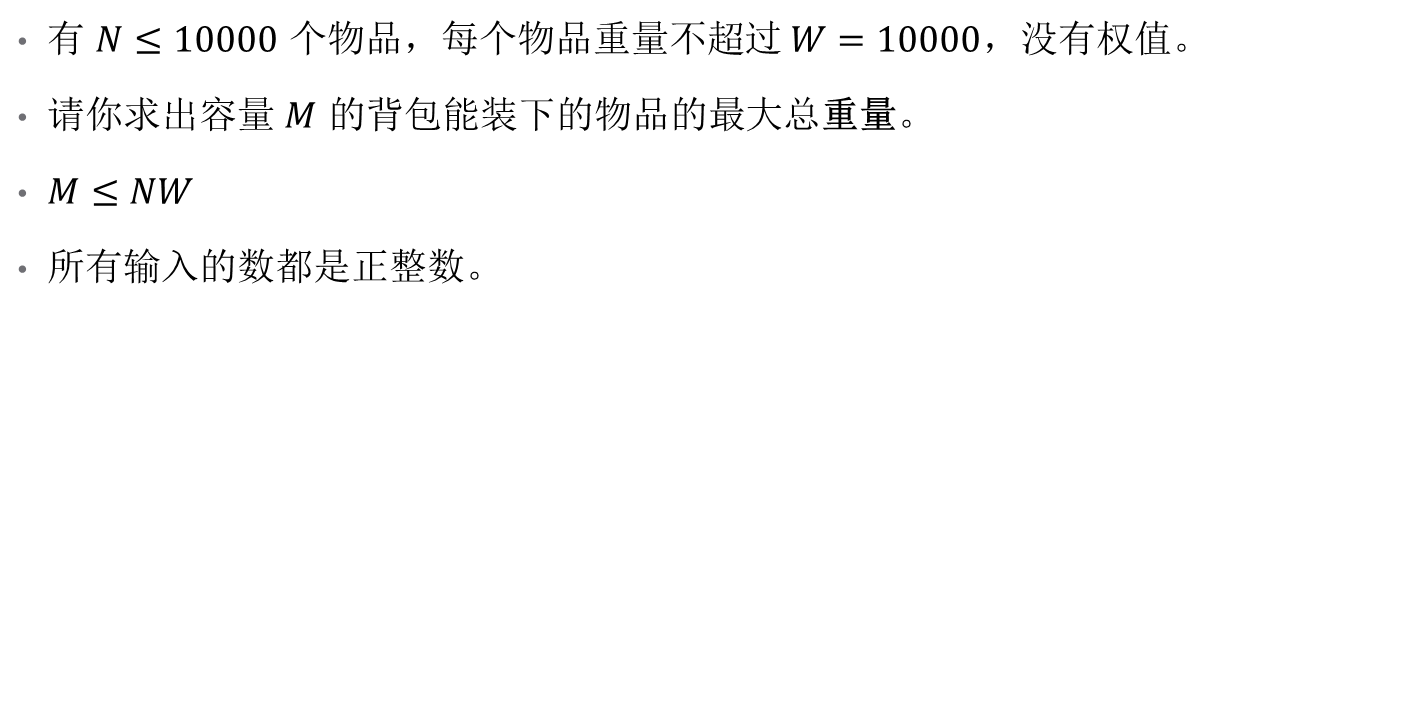 • 有 N ≤ 10000 个物品，每个物品重量不超过 W = 10000，没有权值。
• 请你求出容量 M 的背包能装下的物品的最大总重量。
• M ≤ NW
• 所有输入的数都是正整数。